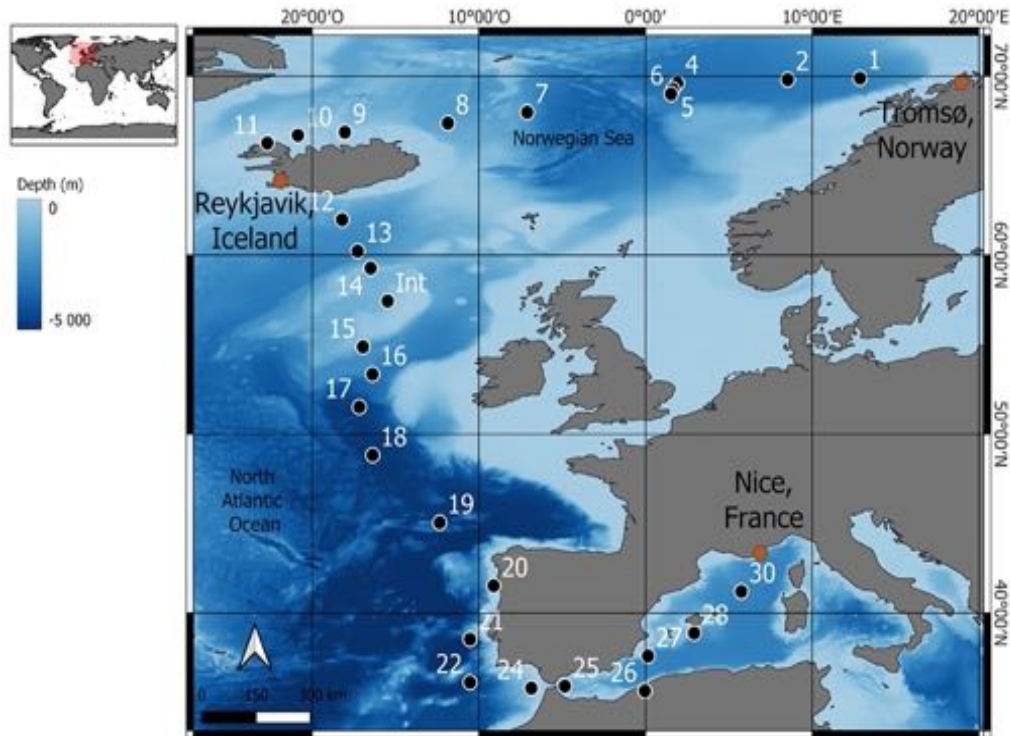 20°00'W 10°00'W 0°00' 10°00'E 20°00'E
70°00'N
60°00'N
50°00'N
40°00'N
Depth (m)
0
-5 000
1
2
4
6
5
7
8
9
10
11
Norwegian Sea
Tromsø,
Norway
Reykjavik,
Iceland
12
13
14
Int
15
16
17
18
North
Atlantic
Ocean
19
Nice,
France
20
30
21
28
27
22
24
25
26
0 150 300 km